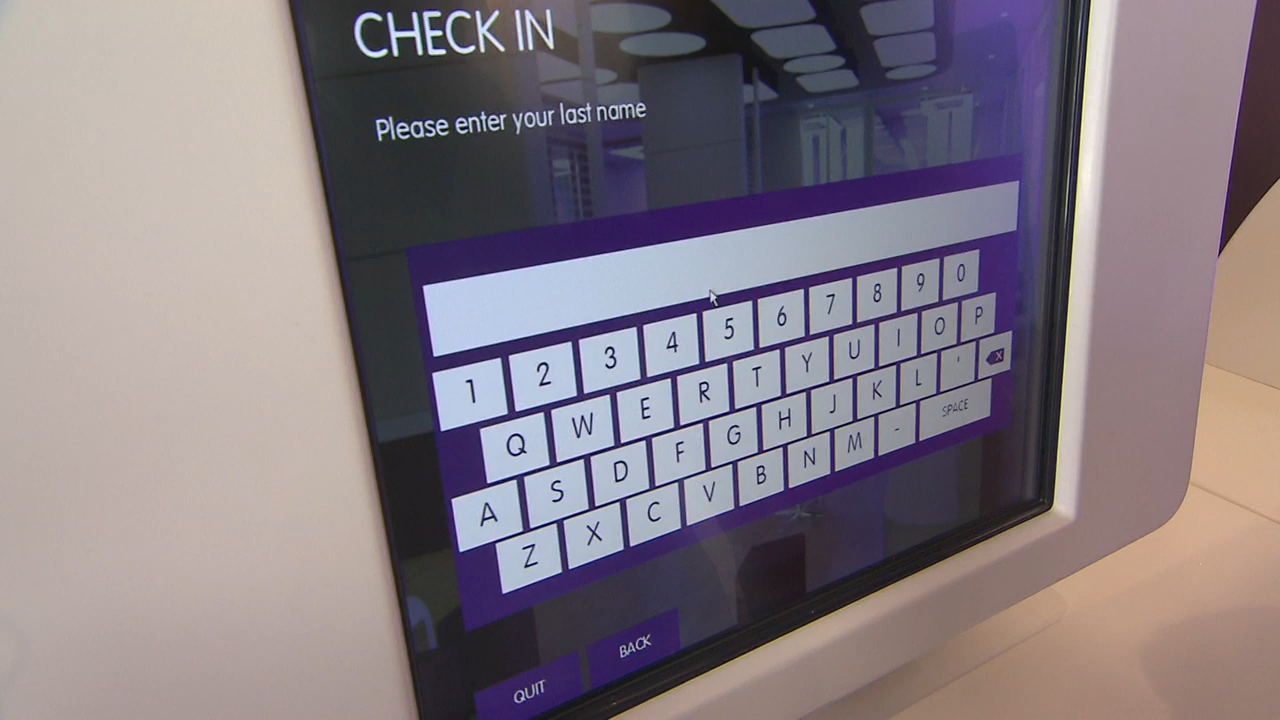 CHECK IN
Please enter your last name
1 2 3 4 5 6 7 8 9 0
Q W E R T Y U I O P
A S D F G H J K L '
Z X C V B N M - SPACE
QUIT BACK